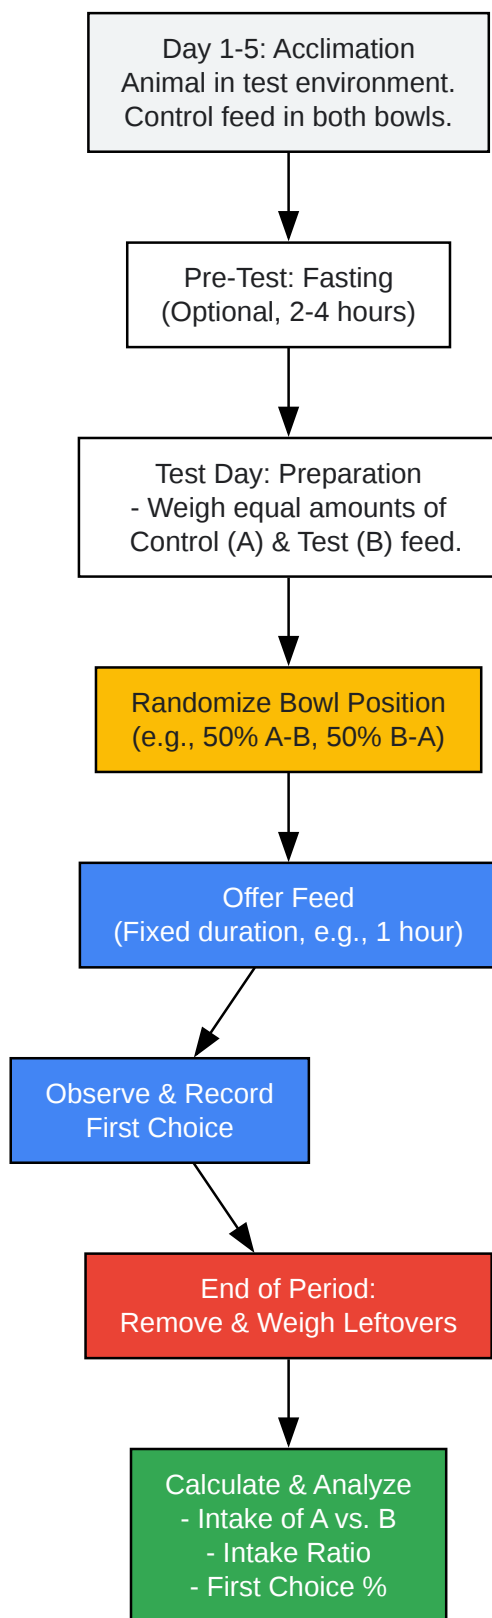 Day 1-5: Acclimation
Animal in test environment.
Control feed in both bowls.
Pre-Test: Fasting
(Optional, 2-4 hours)
Test Day: Preparation
- Weigh equal amounts of
Control (A) & Test (B) feed.
Randomize Bowl Position
(e.g., 50% A-B, 50% B-A)
Offer Feed
(Fixed duration, e.g., 1 hour)
Observe & Record
First Choice
End of Period:
Remove & Weigh Leftovers
Calculate & Analyze
- Intake of A vs. B
- Intake Ratio
- First Choice %